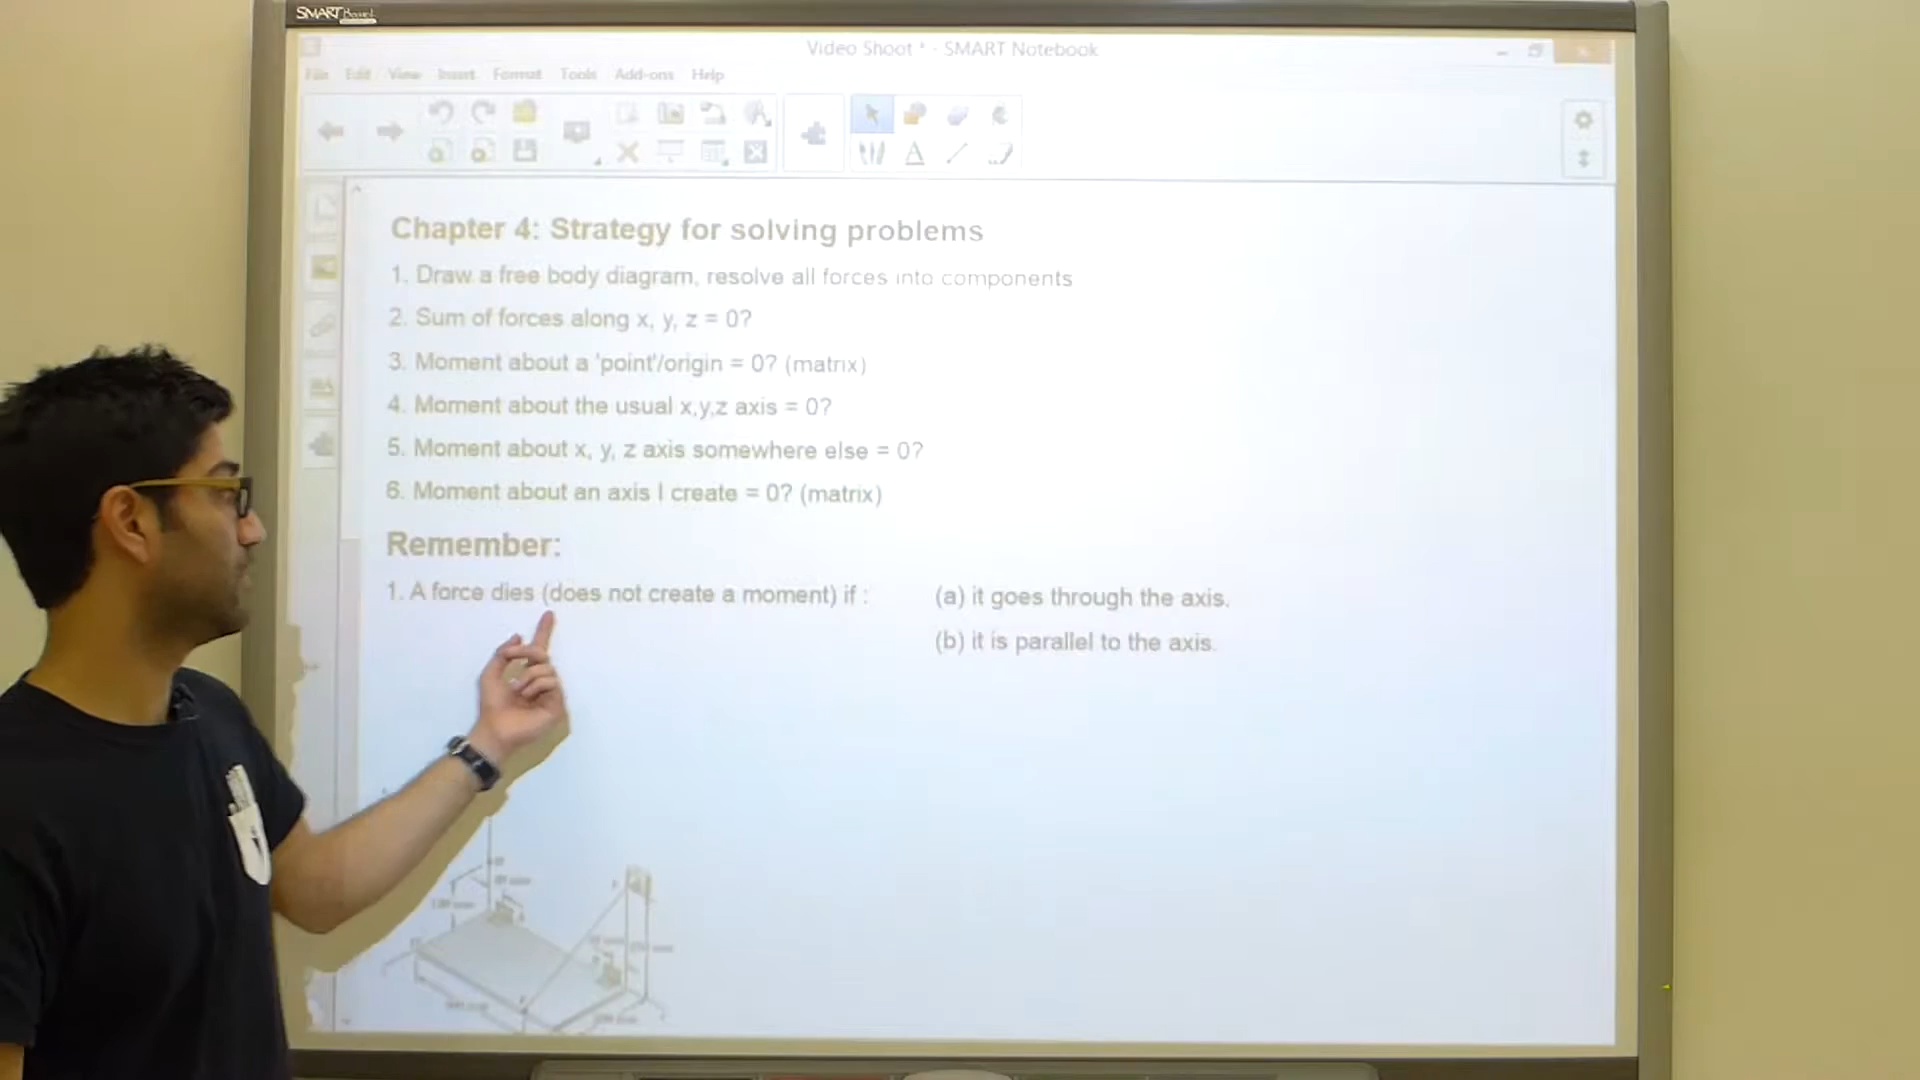 SMART Board
Video Shoot * - SMART Notebook
File Edit View Insert Format Tools Add-ons Help
Chapter 4: Strategy for solving problems
1. Draw a free body diagram, resolve all forces into components
2. Sum of forces along x, y, z = 0?
3. Moment about a 'point'/origin = 0? (matrix)
4. Moment about the usual x,y,z axis = 0?
5. Moment about x, y, z axis somewhere else = 0?
6. Moment about an axis I create = 0? (matrix)
Remember:
1. A force dies (does not create a moment) if : (a) it goes through the axis.
(b) it is parallel to the axis.